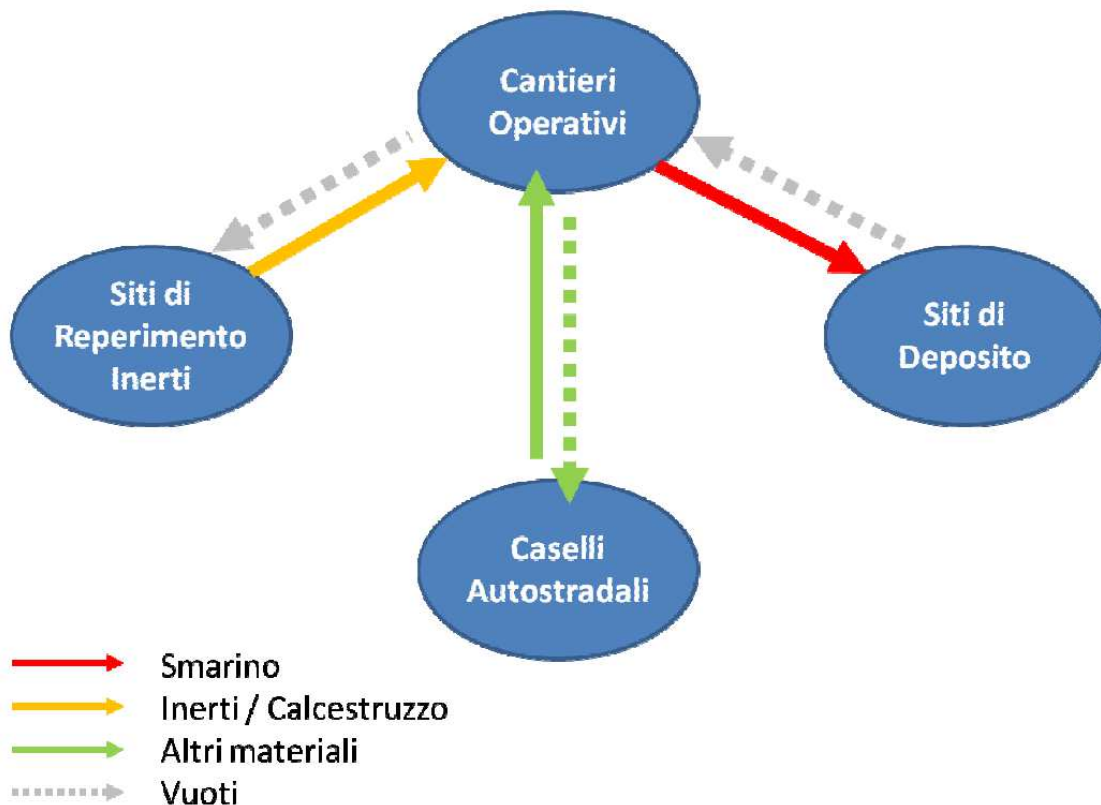 Cantieri
Operativi
Siti di
Reperimento
Inerti
Siti di
Deposito
Caselli
Autostradali
Smarino
Inerti / Calcestruzzo
Altri materiali
Vuoti